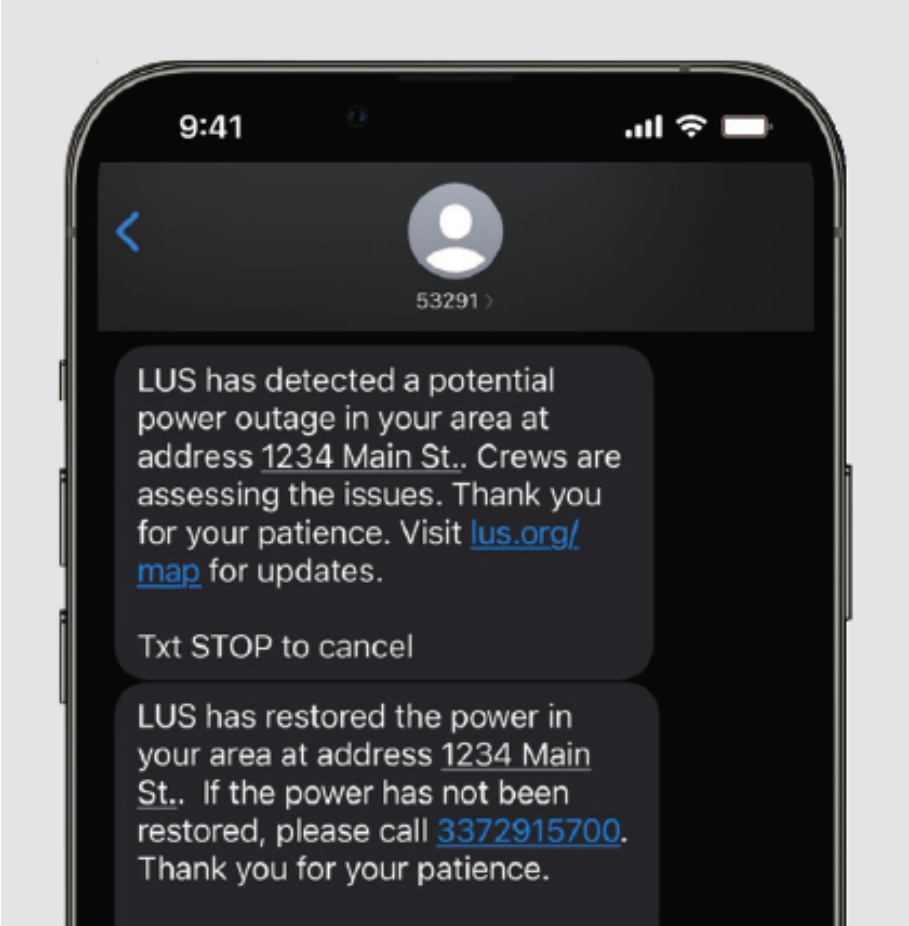 9:41
53291
LUS has detected a potential
power outage in your area at
address 1234 Main St.. Crews are
assessing the issues. Thank you
for your patience. Visit lus.org/
map for updates.
Txt STOP to cancel
LUS has restored the power in
your area at address 1234 Main
St..  If the power has not been
restored, please call 3372915700.
Thank you for your patience.